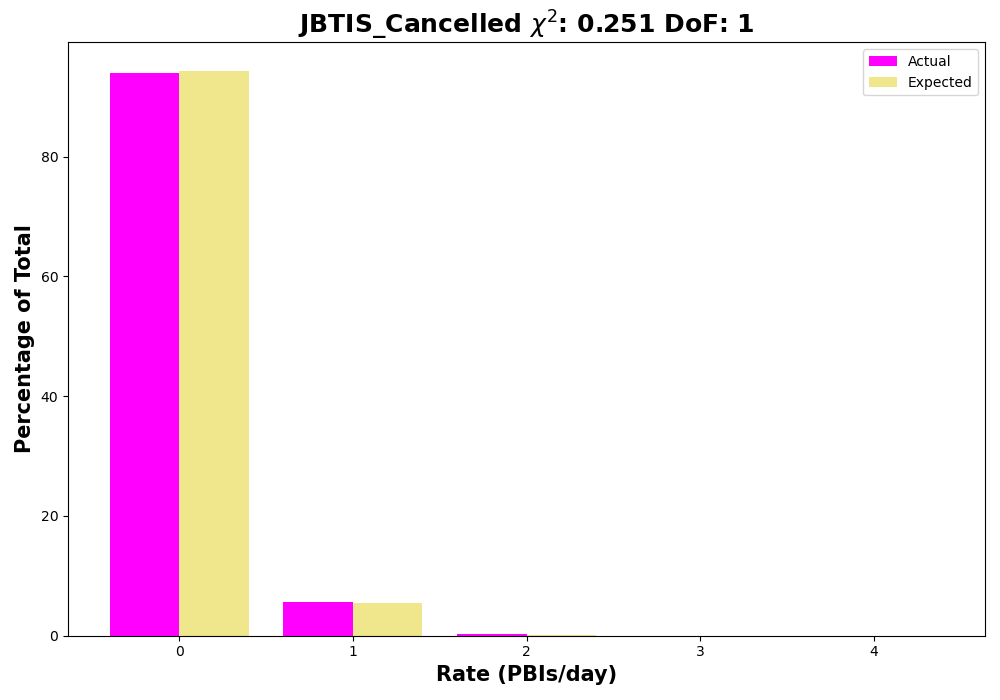 JBTIS_Cancelled χ²: 0.251 DoF: 1
Actual
Expected
Percentage of Total
80
60
40
20
0
0 1 2 3 4
Rate (PBIs/day)